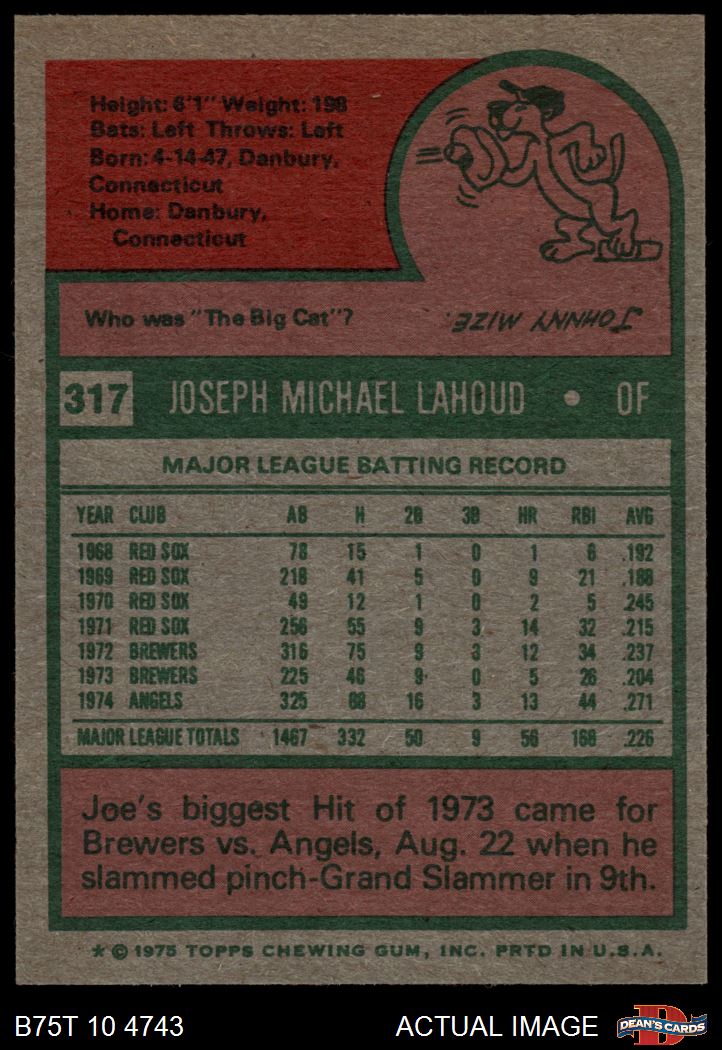 Height: 6'1" Weight: 198
Bats: Left Throws: Left
Born: 4-14-47, Danbury,
Connecticut
Home: Danbury,
Connecticut
Who was "The Big Cat"?
JOHNNY MIZE.
317 JOSEPH MICHAEL LAHOUD • OF
MAJOR LEAGUE BATTING RECORD
YEAR CLUB AB H 2B 3B HR RBI AVG
1968 RED SOX 78 15 1 0 1 6 .192
1969 RED SOX 218 41 5 0 9 21 .188
1970 RED SOX 49 12 1 0 2 5 .245
1971 RED SOX 256 55 9 3 14 32 .215
1972 BREWERS 316 75 9 3 12 34 .237
1973 BREWERS 225 46 9 0 5 26 .204
1974 ANGELS 325 88 16 3 13 44 .271
MAJOR LEAGUE TOTALS 1467 332 50 9 56 168 .226
Joe's biggest Hit of 1973 came for
Brewers vs. Angels, Aug. 22 when he
slammed pinch-Grand Slammer in 9th.
* © 1975 TOPPS CHEWING GUM, INC. PRTD IN U.S.A.
B75T 10 4743 ACTUAL IMAGE D DEAN'S CARDS